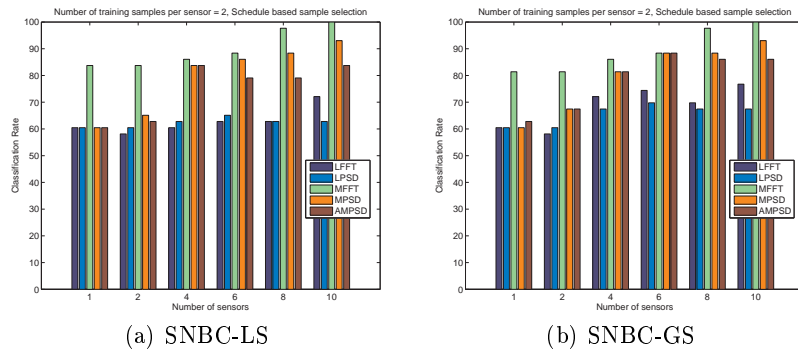 Number of training samples per sensor = 2, Schedule based sample selection
100
90
80
70
60
50
40
30
20
10
0
Classification Rate
LFFT
LPSD
MFFT
MPSD
AMPSD
1 2 4 6 8 10
Number of sensors
(a) SNBC-LS
Number of training samples per sensor = 2, Schedule based sample selection
100
90
80
70
60
50
40
30
20
10
0
Classification Rate
LFFT
LPSD
MFFT
MPSD
AMPSD
1 2 4 6 8 10
Number of sensors
(b) SNBC-GS